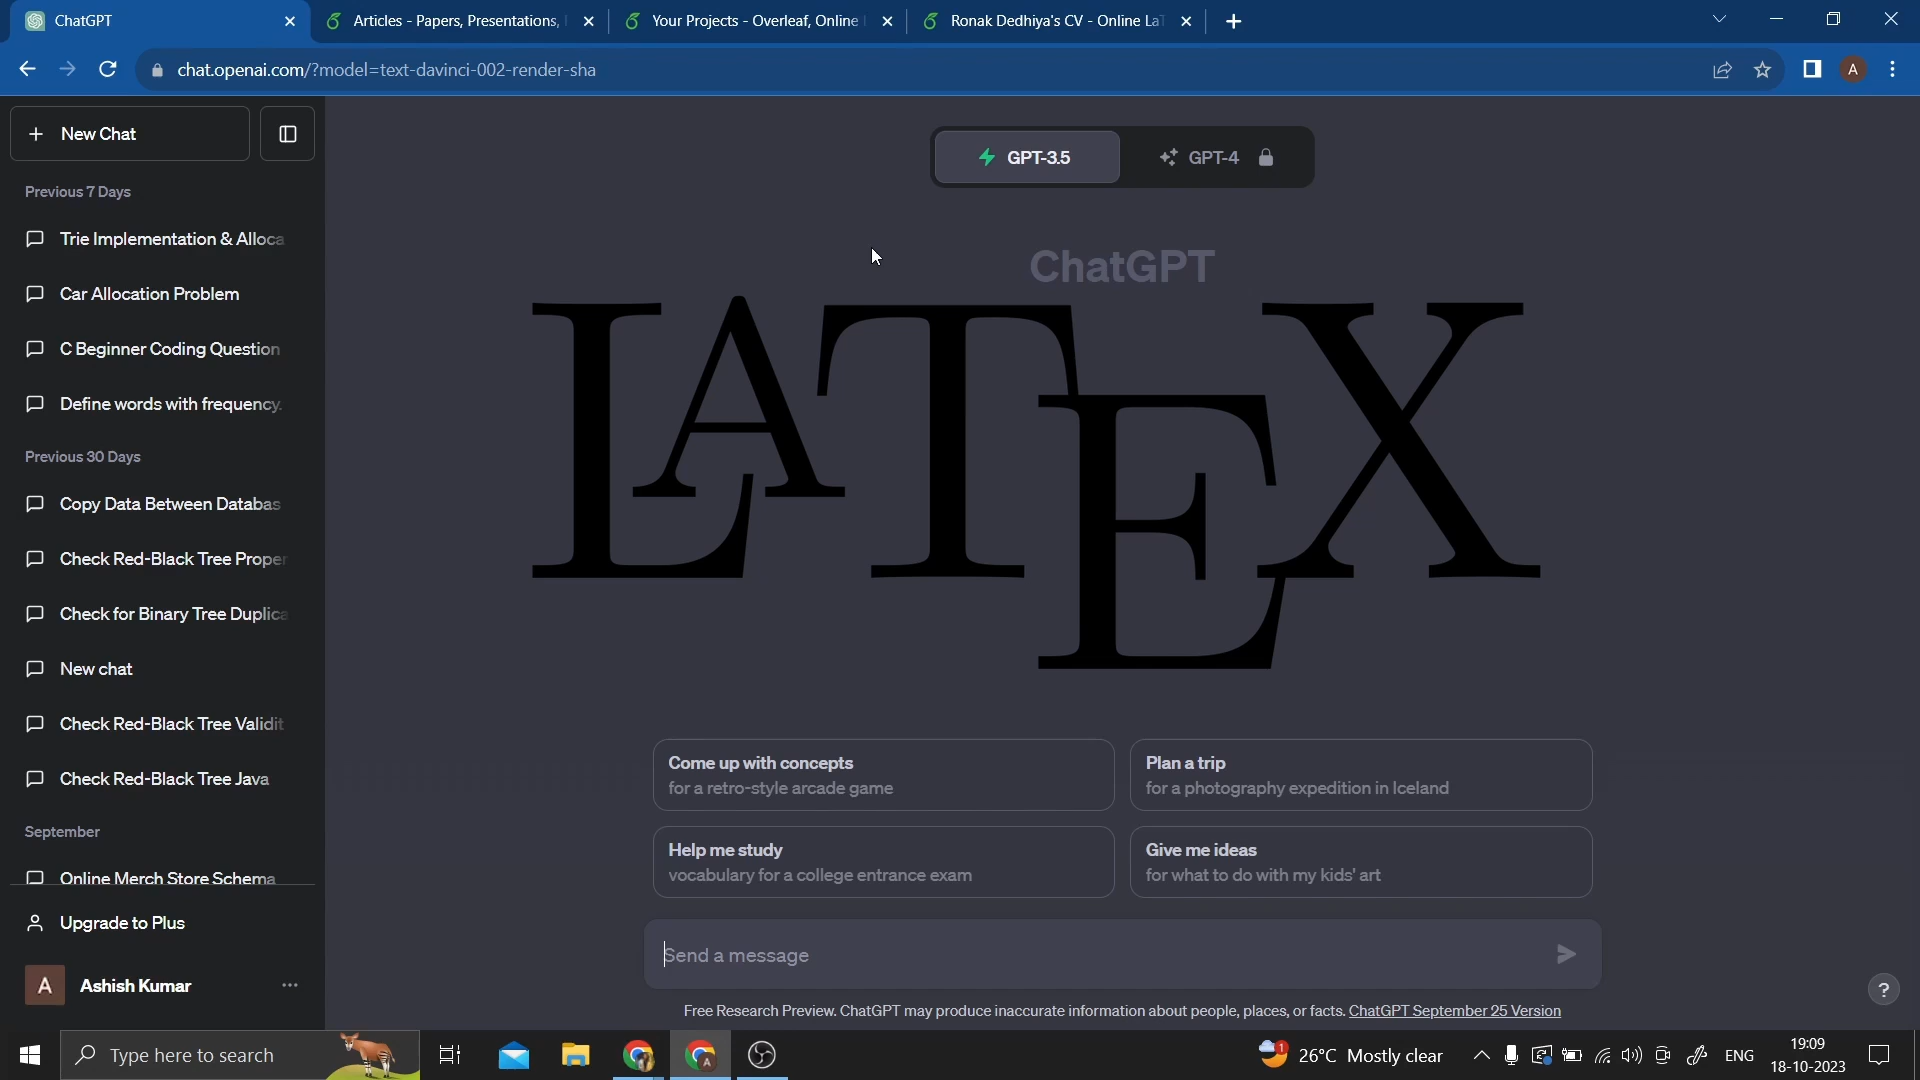 ChatGPT
Articles - Papers, Presentations,
Your Projects - Overleaf, Online
Ronak Dedhiya's CV - Online LaT
chat.openai.com/?model=text-davinci-002-render-sha
A
New Chat
Previous 7 Days
Trie Implementation & Alloca
Car Allocation Problem
C Beginner Coding Question
Define words with frequency.
Previous 30 Days
Copy Data Between Databas
Check Red-Black Tree Proper
Check for Binary Tree Duplica
New chat
Check Red-Black Tree Validit
Check Red-Black Tree Java
September
Online Merch Store Schema
Upgrade to Plus
A Ashish Kumar
GPT-3.5
GPT-4
ChatGPT
LATEX
Come up with concepts
for a retro-style arcade game
Plan a trip
for a photography expedition in Iceland
Help me study
vocabulary for a college entrance exam
Give me ideas
for what to do with my kids' art
Send a message
Free Research Preview. ChatGPT may produce inaccurate information about people, places, or facts. ChatGPT September 25 Version
?
Type here to search
A
1
26°C Mostly clear
ENG
19:09
18-10-2023